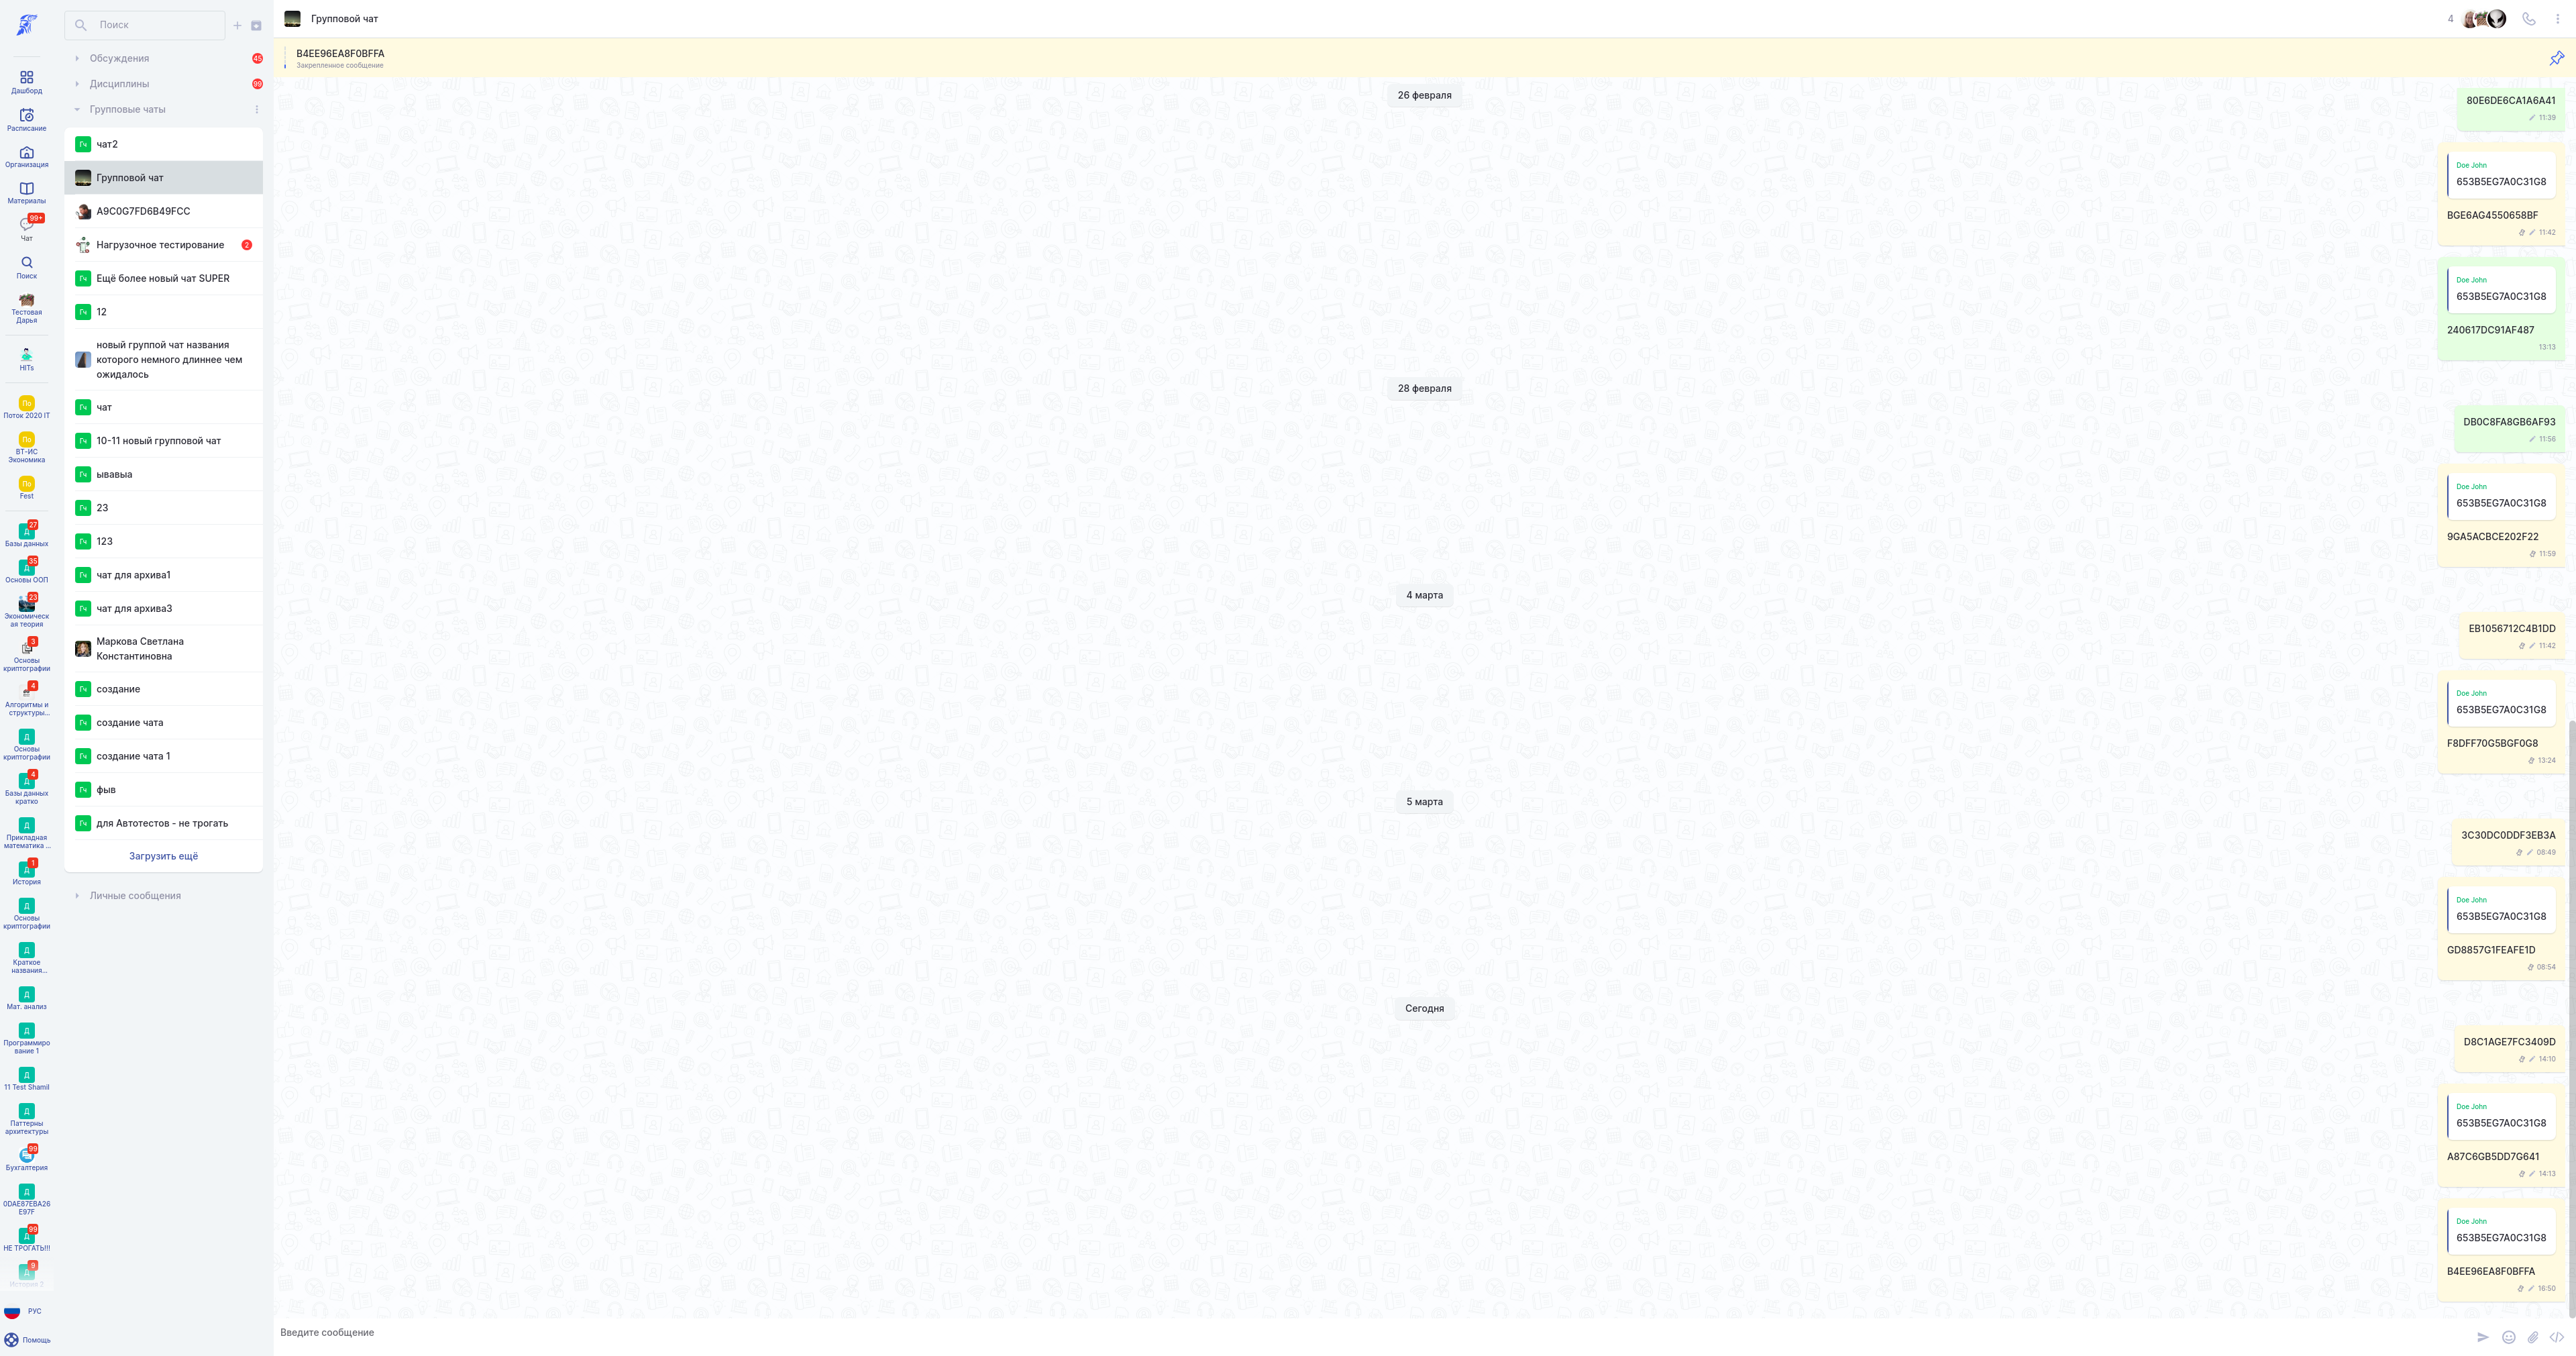 Дашборд
Расписание
Организация
Материалы
99+
Чат
Поиск
Тестовая
Дарья
HITs
По
Поток 2020 IT
По
ВТ-ИС
Экономика
По
Fest
27
Д
Базы данных
35
Д
Основы ООП
23
Экономическ
ая теория
3
Основы
криптографии
4
Алгоритмы и
структуры...
Д
Основы
криптографии
4
Д
Базы данных
кратко
Д
Прикладная
математика ...
1
Д
История
Д
Основы
криптографии
Д
Краткое
названия...
Д
Мат. анализ
Д
Программиро
вание 1
Д
11 Test Shamil
Д
Паттерны
архитектуры
99
Бухгалтерия
Д
0DAE87EBA26
E97F
99
Д
НЕ ТРОГАТЬ!!!
9
Д
История 2
РУС
Помощь
Поиск
Обсуждения 45
Дисциплины 99
Групповые чаты
Гч чат2
Групповой чат
A9C0G7FD6B49FCC
Нагрузочное тестирование 2
Гч Ещё более новый чат SUPER
Гч 12
новый группой чат названия
которого немного длиннее чем
ожидалось
Гч чат
Гч 10-11 новый групповой чат
Гч ывавыа
Гч 23
Гч 123
Гч чат для архива1
Гч чат для архива3
Маркова Светлана
Константиновна
Гч создание
Гч создание чата
Гч создание чата 1
Гч фыв
Гч для Автотестов - не трогать
Загрузить ещё
Личные сообщения
Групповой чат
4
B4EE96EA8F0BFFA
Закрепленное сообщение
26 февраля
80E6DE6CA1A6A41
11:39
Doe John
653B5EG7A0C31G8
BGE6AG4550658BF
11:42
Doe John
653B5EG7A0C31G8
240617DC91AF487
13:13
28 февраля
DB0C8FA8GB6AF93
11:56
Doe John
653B5EG7A0C31G8
9GA5ACBCE202F22
11:59
4 марта
EB1056712C4B1DD
11:42
Doe John
653B5EG7A0C31G8
F8DFF70G5BGF0G8
13:24
5 марта
3C30DC0DDF3EB3A
08:49
Doe John
653B5EG7A0C31G8
GD8857G1FEAFE1D
08:54
Сегодня
D8C1AGE7FC3409D
14:10
Doe John
653B5EG7A0C31G8
A87C6GB5DD7G641
14:13
Doe John
653B5EG7A0C31G8
B4EE96EA8F0BFFA
16:50
Введите сообщение